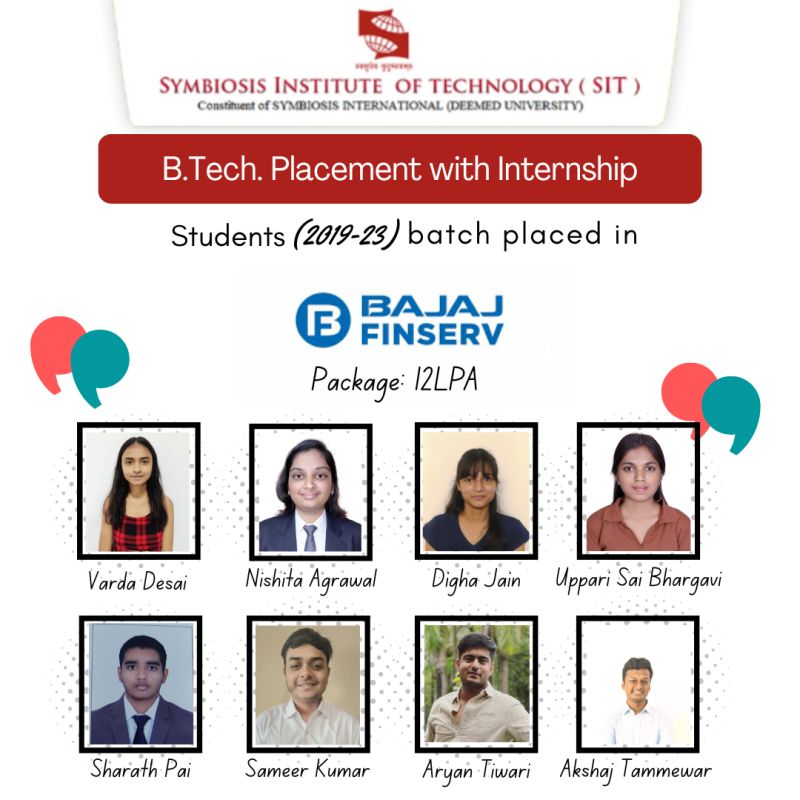 वसुधैव कुटुम्बकम्
SYMBIOSIS INSTITUTE OF TECHNOLOGY ( SIT )
Constituent of SYMBIOSIS INTERNATIONAL (DEEMED UNIVERSITY)
B.Tech. Placement with Internship
Students (2019-23) batch placed in
B BAJAJ
FINSERV
Package: 12LPA
Varda Desai
Nishita Agrawal
Digha Jain
Uppari Sai Bhargavi
Sharath Pai
Sameer Kumar
Aryan Tiwari
Akshaj Tammewar